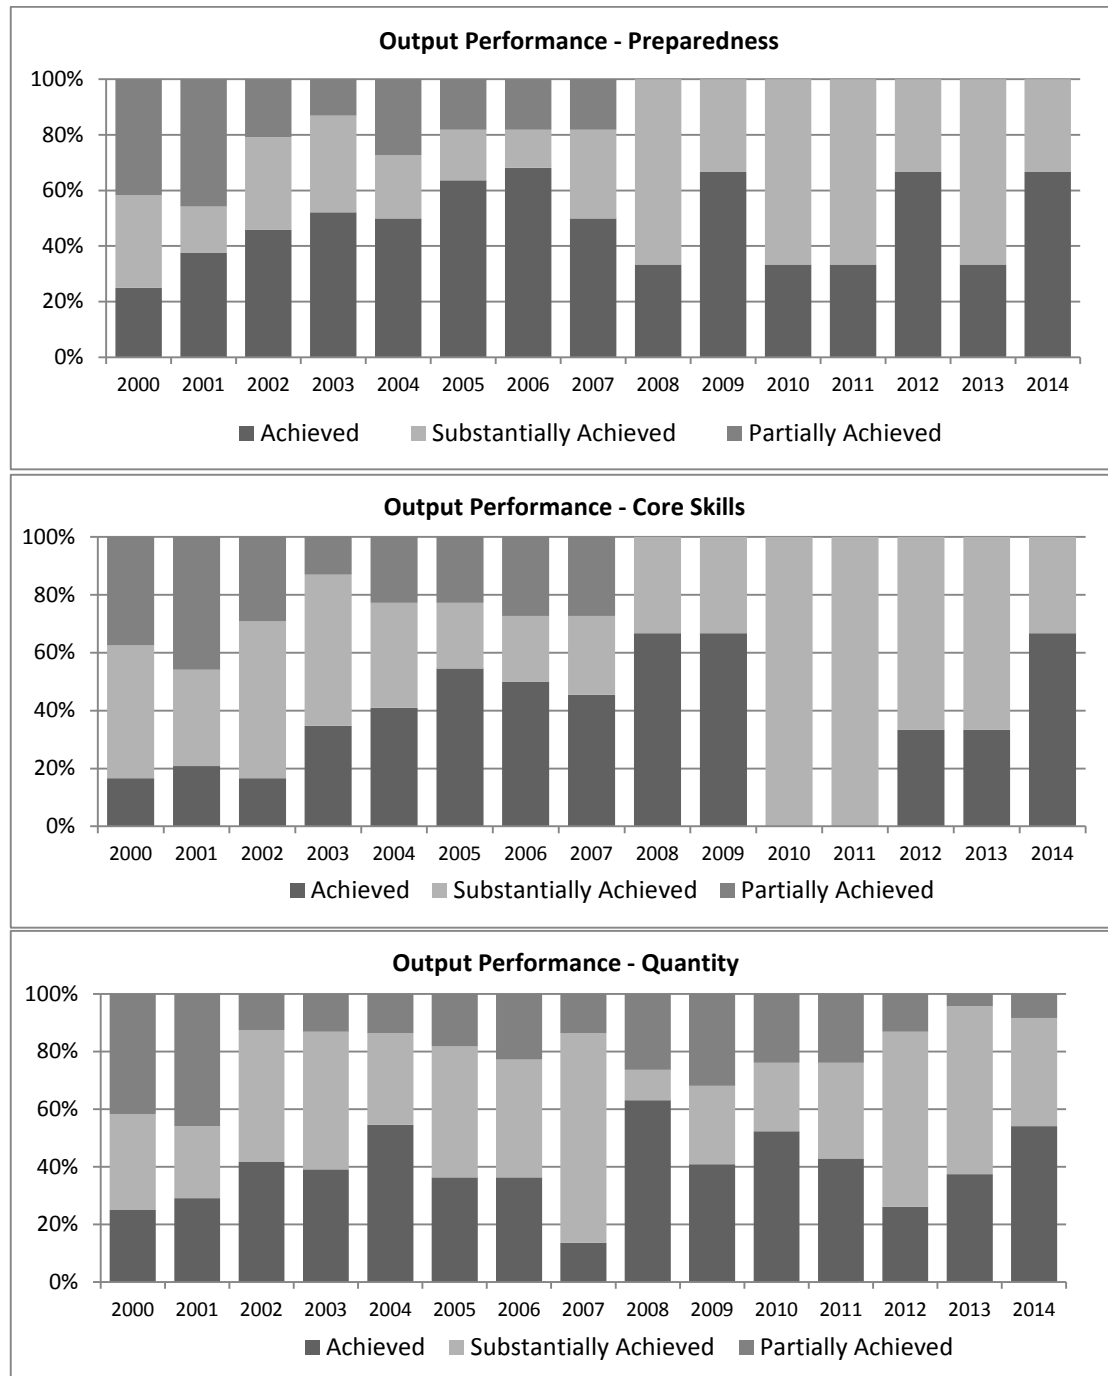 Output Performance - Preparedness
100%
80%
60%
40%
20%
0%
2000 2001 2002 2003 2004 2005 2006 2007 2008 2009 2010 2011 2012 2013 2014
Achieved Substantially Achieved Partially Achieved
Output Performance - Core Skills
100%
80%
60%
40%
20%
0%
2000 2001 2002 2003 2004 2005 2006 2007 2008 2009 2010 2011 2012 2013 2014
Achieved Substantially Achieved Partially Achieved
Output Performance - Quantity
100%
80%
60%
40%
20%
0%
2000 2001 2002 2003 2004 2005 2006 2007 2008 2009 2010 2011 2012 2013 2014
Achieved Substantially Achieved Partially Achieved